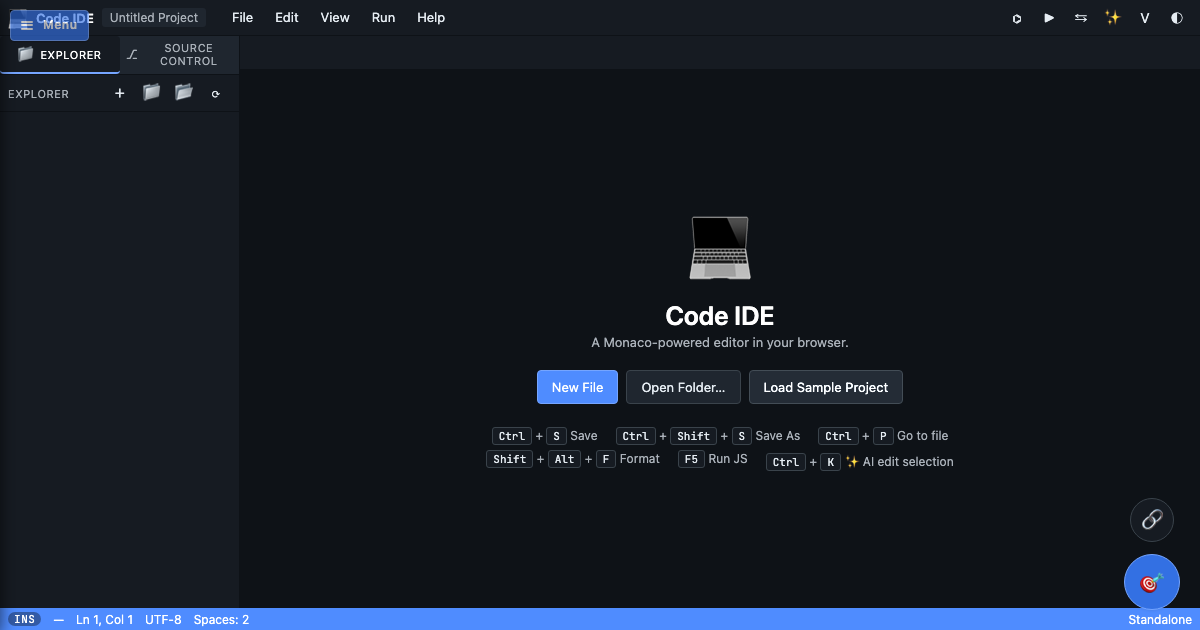 Code IDE
☰ Menu
Untitled Project
File Edit View Run Help
V
EXPLORER
SOURCE
CONTROL
EXPLORER
Code IDE
A Monaco-powered editor in your browser.
New File Open Folder... Load Sample Project
Ctrl + S Save Ctrl + Shift + S Save As Ctrl + P Go to file
Shift + Alt + F Format F5 Run JS Ctrl + K ✨ AI edit selection
INS — Ln 1, Col 1 UTF-8 Spaces: 2 Standalone